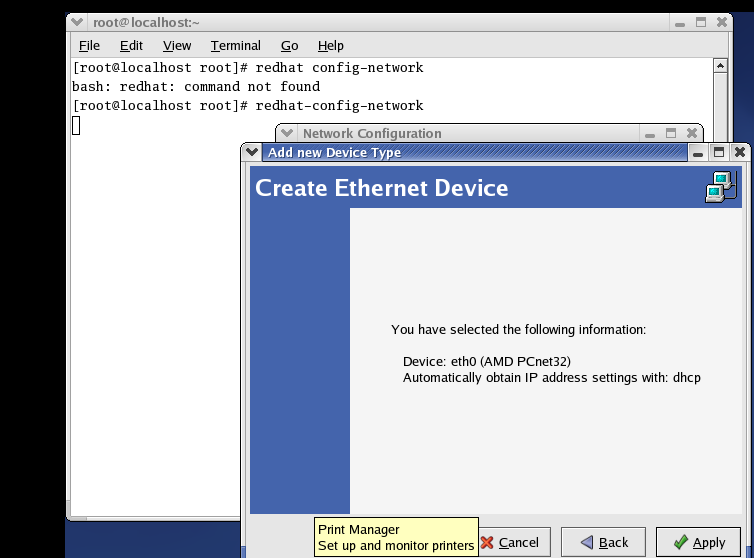 root@localhost:~
File Edit View Terminal Go Help
[root@localhost root]# redhat config-network
bash: redhat: command not found
[root@localhost root]# redhat-config-network
Network Configuration
Add new Device Type
Create Ethernet Device
You have selected the following information:
Device: eth0 (AMD PCnet32)
Automatically obtain IP address settings with: dhcp
Print Manager
Set up and monitor printers
Cancel Back Apply